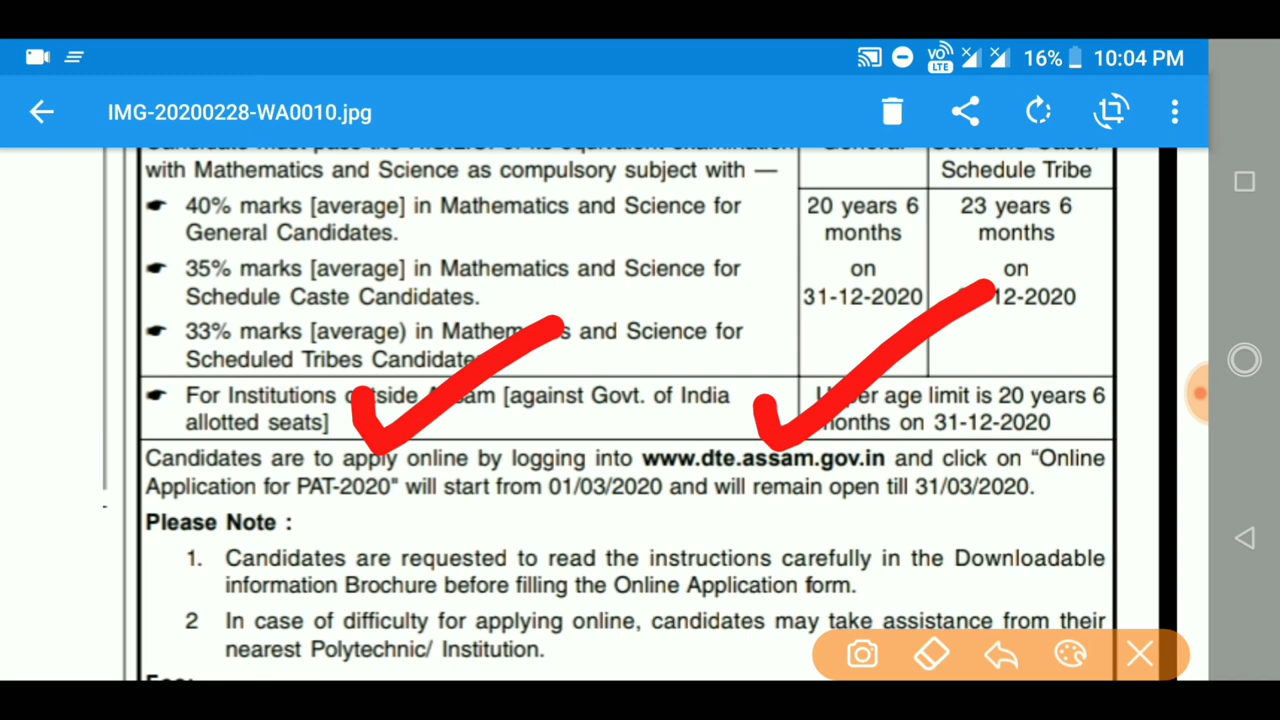 VO LTE 16% 10:04 PM
IMG-20200228-WA0010.jpg
with Mathematics and Science as compulsory subject with —
Schedule Tribe
40% marks [average] in Mathematics and Science for
General Candidates.
20 years 6
months
23 years 6
months
35% marks [average] in Mathematics and Science for
Schedule Caste Candidates.
on
31-12-2020
on
12-2020
33% marks [average) in Mathematics and Science for
Scheduled Tribes Candidates
For Institutions outside Assam [against Govt. of India
allotted seats]
Upper age limit is 20 years 6
months on 31-12-2020
Candidates are to apply online by logging into www.dte.assam.gov.in and click on “Online
Application for PAT-2020" will start from 01/03/2020 and will remain open till 31/03/2020.
Please Note :
1. Candidates are requested to read the instructions carefully in the Downloadable
information Brochure before filling the Online Application form.
2 In case of difficulty for applying online, candidates may take assistance from their
nearest Polytechnic/ Institution.